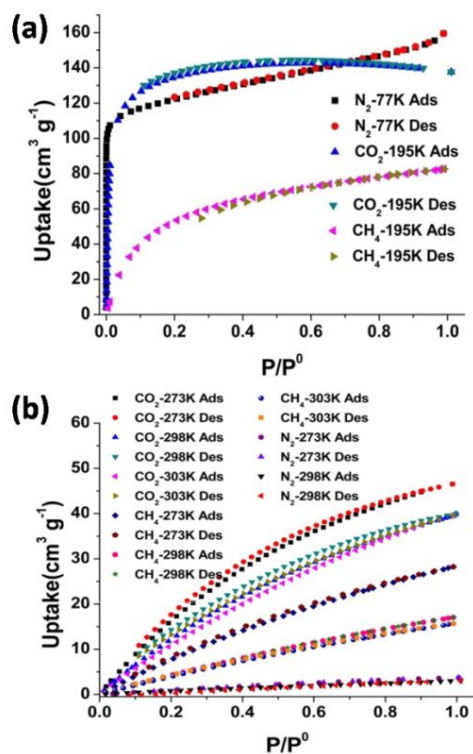 (a)
160
140
120
100
80
60
40
20
0
Uptake(cm³ g⁻¹)
N₂-77K Ads
N₂-77K Des
CO₂-195K Ads
CO₂-195K Des
CH₄-195K Ads
CH₄-195K Des
0.0 0.2 0.4 0.6 0.8 1.0
P/P⁰
(b)
60
50
40
30
20
10
0
Uptake(cm³ g⁻¹)
CO₂-273K Ads
CO₂-273K Des
CO₂-298K Ads
CO₂-298K Des
CO₂-303K Ads
CO₂-303K Des
CH₄-273K Ads
CH₄-273K Des
CH₄-298K Ads
CH₄-298K Des
CH₄-303K Ads
CH₄-303K Des
N₂-273K Ads
N₂-273K Des
N₂-298K Ads
N₂-298K Des
0.0 0.2 0.4 0.6 0.8 1.0
P/P⁰